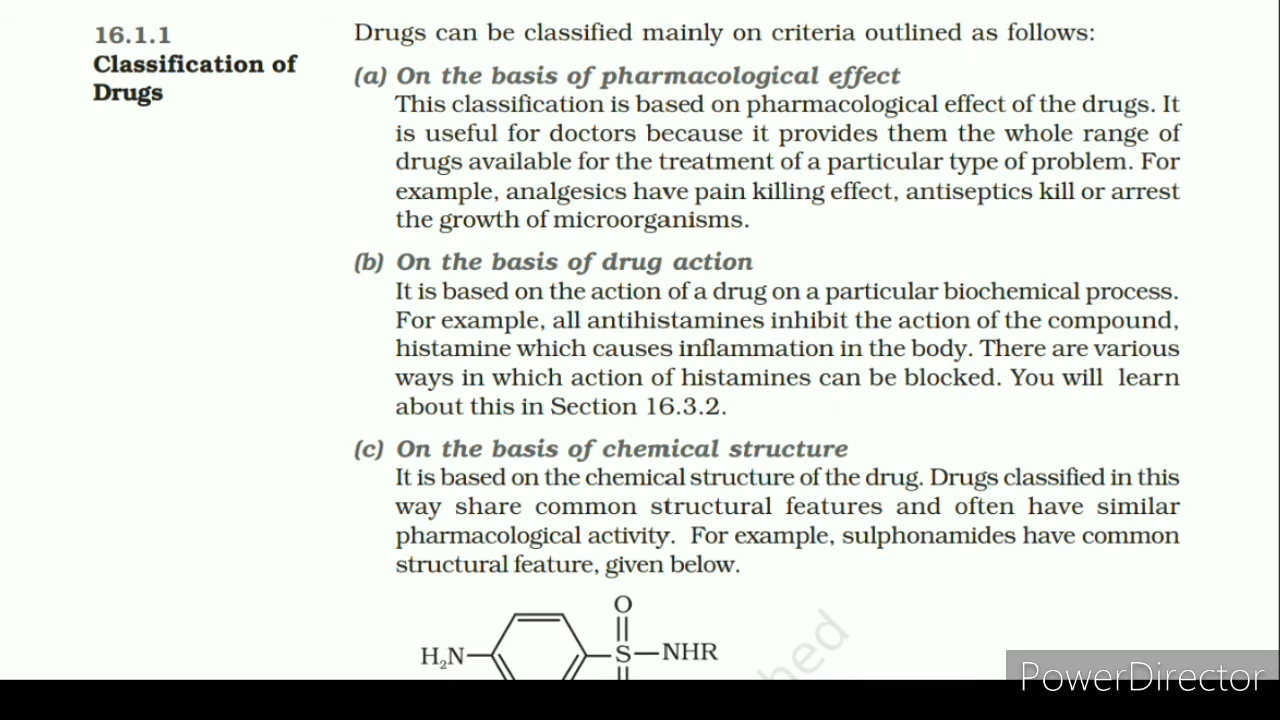 16.1.1
Classification of
Drugs
Drugs can be classified mainly on criteria outlined as follows:
(a) On the basis of pharmacological effect
This classification is based on pharmacological effect of the drugs. It
is useful for doctors because it provides them the whole range of
drugs available for the treatment of a particular type of problem. For
example, analgesics have pain killing effect, antiseptics kill or arrest
the growth of microorganisms.
(b) On the basis of drug action
It is based on the action of a drug on a particular biochemical process.
For example, all antihistamines inhibit the action of the compound,
histamine which causes inflammation in the body. There are various
ways in which action of histamines can be blocked. You will learn
about this in Section 16.3.2.
(c) On the basis of chemical structure
It is based on the chemical structure of the drug. Drugs classified in this
way share common structural features and often have similar
pharmacological activity. For example, sulphonamides have common
structural feature, given below.
O
H₂N
S—NHR
hed
PowerDirector